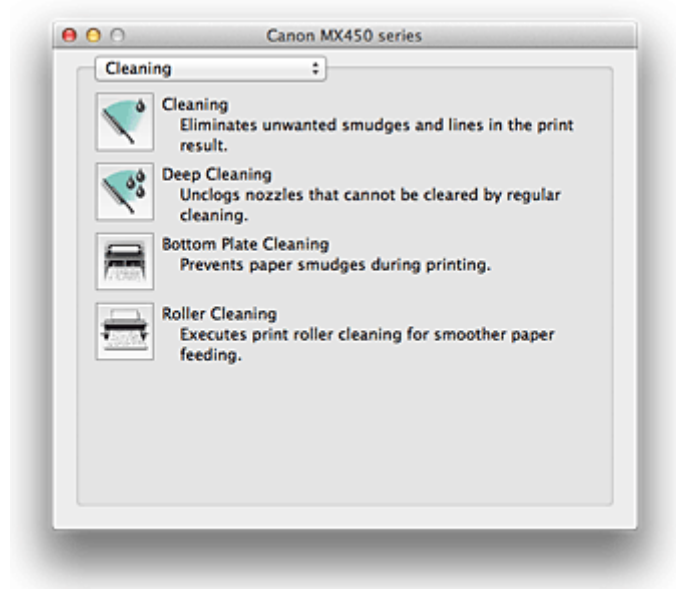 Canon MX450 series
Cleaning
Cleaning
Eliminates unwanted smudges and lines in the print
result.
Deep Cleaning
Unclogs nozzles that cannot be cleared by regular
cleaning.
Bottom Plate Cleaning
Prevents paper smudges during printing.
Roller Cleaning
Executes print roller cleaning for smoother paper
feeding.